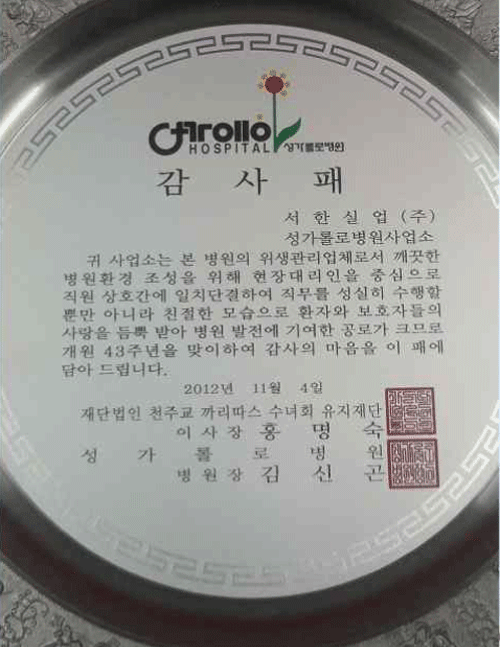 Carollo
HOSPITAL 성가롤로병원
감 사 패
서한실업(주)
성가롤로병원사업소
귀 사업소는 본 병원의 위생관리업체로서 깨끗한
병원환경 조성을 위해 현장대리인을 중심으로
직원 상호간에 일치단결하여 직무를 성실히 수행할
뿐만 아니라 친절한 모습으로 환자와 보호자들의
사랑을 듬뿍 받아 병원 발전에 기여한 공로가 크므로
개원 43주년을 맞이하여 감사의 마음을 이 패에
담아 드립니다.
2012년 11월 4일
재단법인 천주교 까리따스 수녀회 유지재단
이사장 홍 명 숙
성 가 롤 로 병 원
병원장 김 신 곤